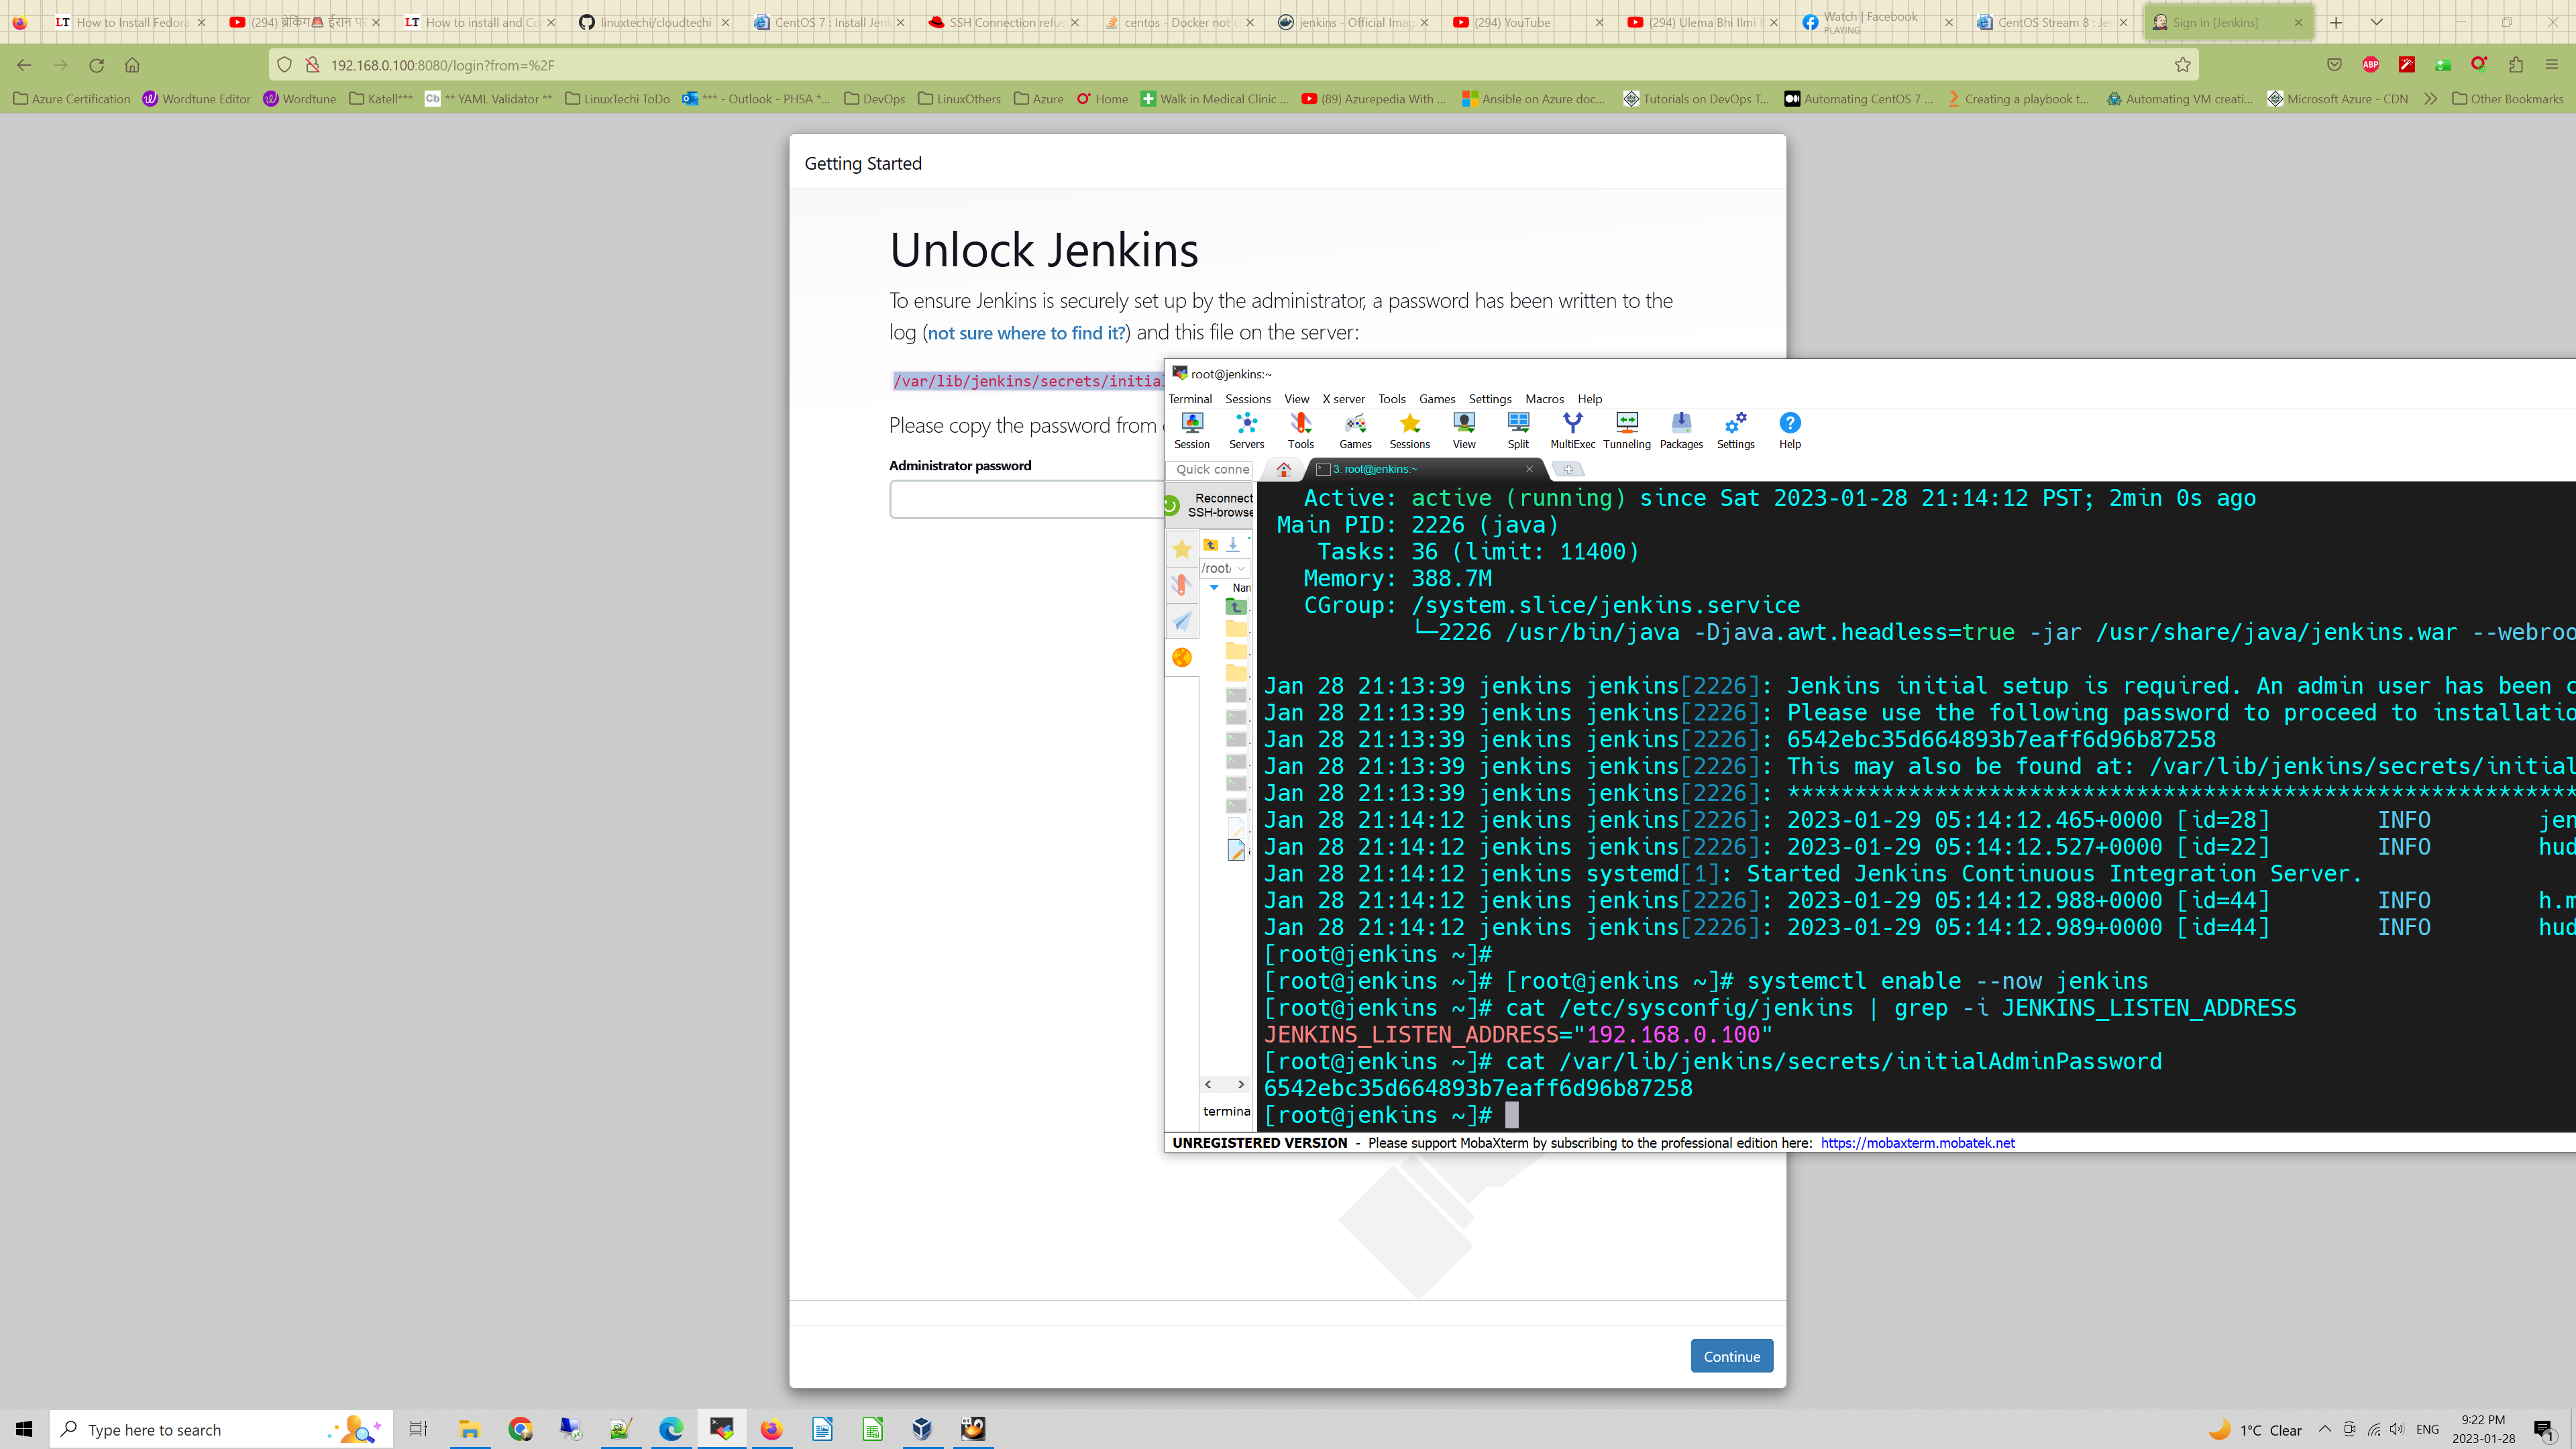 How to Install Fedora
(294) ब्रेकिंग🚨 ईरान पर
How to install and Co
linuxtechi/cloudtechi
CentOS 7 : Install Jenk
SSH Connection refus
centos - Docker not c
jenkins - Official Imag
(294) YouTube
(294) Ulema Bhi Ilmi
Watch | Facebook
PLAYING
CentOS Stream 8 : Jen
Sign in [Jenkins]
192.168.0.100:8080/login?from=%2F
Azure Certification
Wordtune Editor
Wordtune
Katell***
** YAML Validator **
LinuxTechi ToDo
*** - Outlook - PHSA *...
DevOps
LinuxOthers
Azure
Home
Walk in Medical Clinic ...
(89) Azurepedia With ...
Ansible on Azure doc...
Tutorials on DevOps T...
Automating CentOS 7 ...
Creating a playbook t...
Automating VM creati...
Microsoft Azure - CDN
Other Bookmarks
Getting Started
Unlock Jenkins
To ensure Jenkins is securely set up by the administrator, a password has been written to the
log (not sure where to find it?) and this file on the server:
/var/lib/jenkins/secrets/initial
Please copy the password from
Administrator password
Continue
root@jenkins:~
Terminal Sessions View X server Tools Games Settings Macros Help
Session Servers Tools Games Sessions View Split MultiExec Tunneling Packages Settings Help
Quick conne
3. root@jenkins:~
Reconnect
SSH-browse
/root/
Nan
termina
Active: active (running) since Sat 2023-01-28 21:14:12 PST; 2min 0s ago
Main PID: 2226 (java)
Tasks: 36 (limit: 11400)
Memory: 388.7M
CGroup: /system.slice/jenkins.service
└─2226 /usr/bin/java -Djava.awt.headless=true -jar /usr/share/java/jenkins.war --webroo
Jan 28 21:13:39 jenkins jenkins[2226]: Jenkins initial setup is required. An admin user has been c
Jan 28 21:13:39 jenkins jenkins[2226]: Please use the following password to proceed to installatio
Jan 28 21:13:39 jenkins jenkins[2226]: 6542ebc35d664893b7eaff6d96b87258
Jan 28 21:13:39 jenkins jenkins[2226]: This may also be found at: /var/lib/jenkins/secrets/initial
Jan 28 21:13:39 jenkins jenkins[2226]: ***********************************************************
Jan 28 21:14:12 jenkins jenkins[2226]: 2023-01-29 05:14:12.465+0000 [id=28] INFO jen
Jan 28 21:14:12 jenkins jenkins[2226]: 2023-01-29 05:14:12.527+0000 [id=22] INFO hud
Jan 28 21:14:12 jenkins systemd[1]: Started Jenkins Continuous Integration Server.
Jan 28 21:14:12 jenkins jenkins[2226]: 2023-01-29 05:14:12.988+0000 [id=44] INFO h.m
Jan 28 21:14:12 jenkins jenkins[2226]: 2023-01-29 05:14:12.989+0000 [id=44] INFO hud
[root@jenkins ~]#
[root@jenkins ~]# [root@jenkins ~]# systemctl enable --now jenkins
[root@jenkins ~]# cat /etc/sysconfig/jenkins | grep -i JENKINS_LISTEN_ADDRESS
JENKINS_LISTEN_ADDRESS="192.168.0.100"
[root@jenkins ~]# cat /var/lib/jenkins/secrets/initialAdminPassword
6542ebc35d664893b7eaff6d96b87258
[root@jenkins ~]#
UNREGISTERED VERSION - Please support MobaXterm by subscribing to the professional edition here: https://mobaxterm.mobatek.net
Type here to search
1°C Clear
ENG
9:22 PM
2023-01-28
1